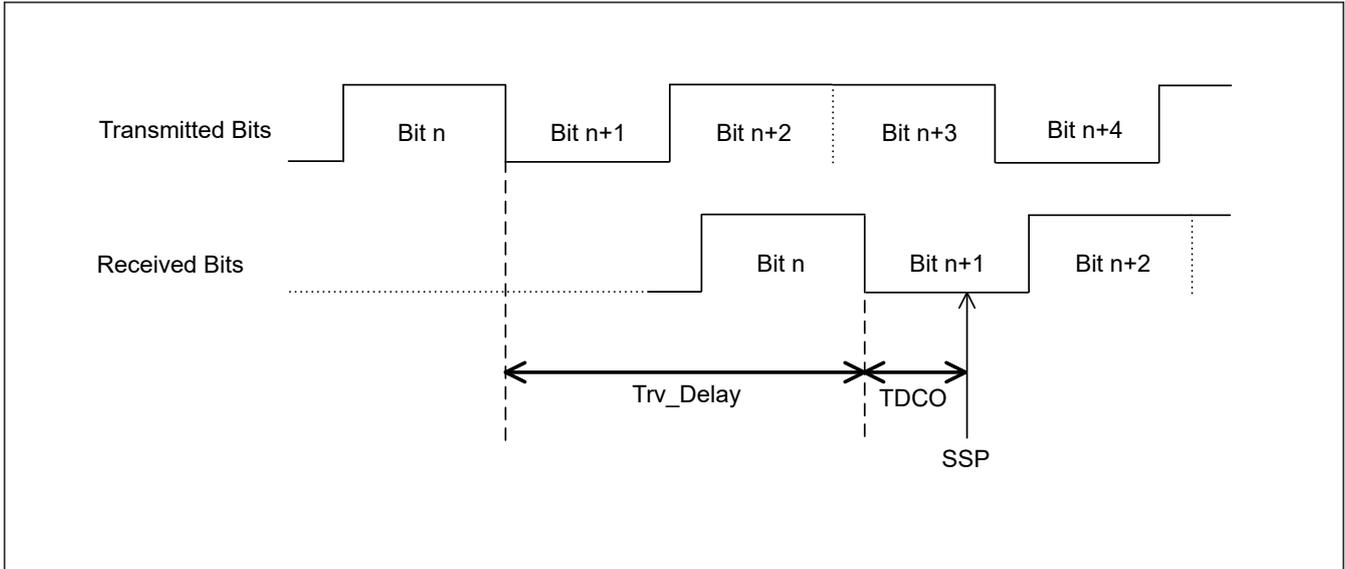 Transmitted Bits
Bit n
Bit n+1
Bit n+2
Bit n+3
Bit n+4
Received Bits
Bit n
Bit n+1
Bit n+2
Trv_Delay
TDCO
SSP